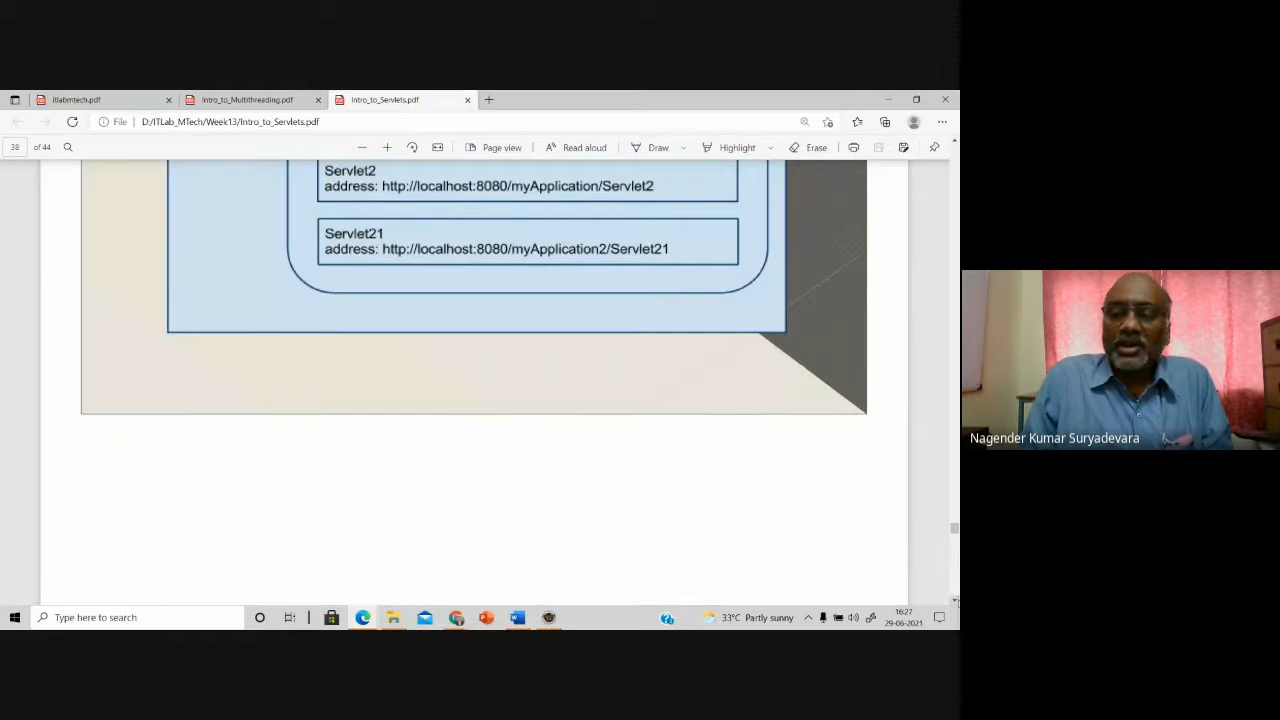 itlabmtech.pdf
Intro_to_Multithreading.pdf
Intro_to_Servlets.pdf
File D:/ITLab_MTech/Week13/Intro_to_Servlets.pdf
38 of 44 Page view Read aloud Draw Highlight Erase
Servlet2
address: http://localhost:8080/myApplication/Servlet2
Servlet21
address: http://localhost:8080/myApplication2/Servlet21
Nagender Kumar Suryadevara
Type here to search
33°C Partly sunny
16:27
29-06-2021